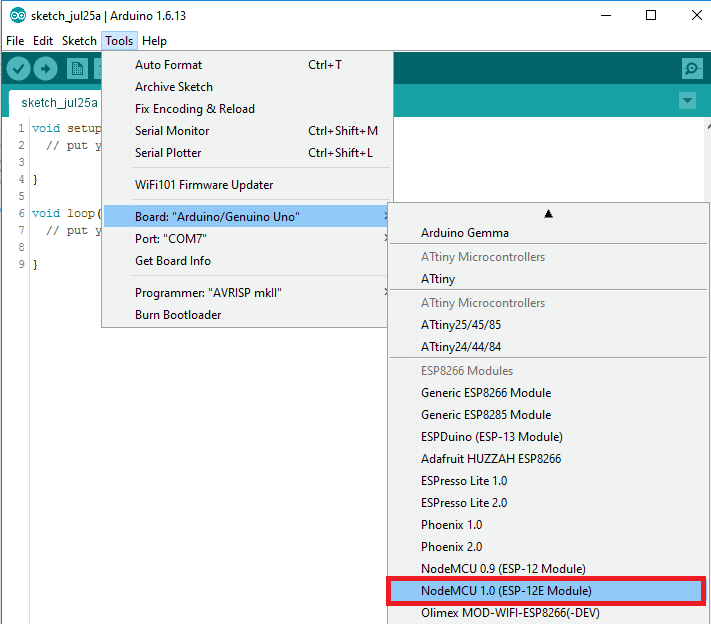 sketch_jul25a | Arduino 1.6.13
File Edit Sketch Tools Help
sketch_jul25a
1 void setup
2 // put y
3
4 }
5
6 void loop(
7 // put y
8
9 }
Auto Format Ctrl+T
Archive Sketch
Fix Encoding & Reload
Serial Monitor Ctrl+Shift+M
Serial Plotter Ctrl+Shift+L
WiFi101 Firmware Updater
Board: "Arduino/Genuino Uno"
Port: "COM7"
Get Board Info
Programmer: "AVRISP mkII"
Burn Bootloader
Arduino Gemma
ATtiny Microcontrollers
ATtiny
ATtiny Microcontrollers
ATtiny25/45/85
ATtiny24/44/84
ESP8266 Modules
Generic ESP8266 Module
Generic ESP8285 Module
ESPDuino (ESP-13 Module)
Adafruit HUZZAH ESP8266
ESPresso Lite 1.0
ESPresso Lite 2.0
Phoenix 1.0
Phoenix 2.0
NodeMCU 0.9 (ESP-12 Module)
NodeMCU 1.0 (ESP-12E Module)
Olimex MOD-WIFI-ESP8266(-DEV)